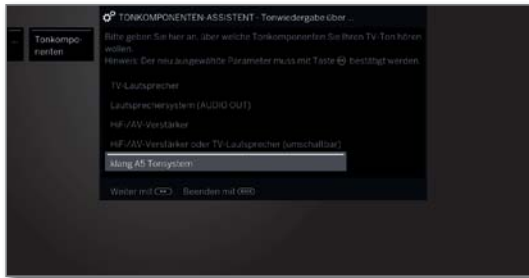 TONKOMPONENTEN-ASSISTENT - Tonwiedergabe über ...
...
Tonkompo-
nenten
Bitte geben Sie hier an, über welche Tonkomponenten Sie Ihren TV-Ton hören
wollen.
Hinweis: Der neu ausgewählte Parameter muss mit Taste bestätigt werden.
TV-Lautsprecher
Lautsprechersystem (AUDIO OUT)
HiFi-/AV-Verstärker
HiFi-/AV-Verstärker oder TV-Lautsprecher (umschaltbar)
klang A5 Tonsystem
Weiter mit Beenden mit